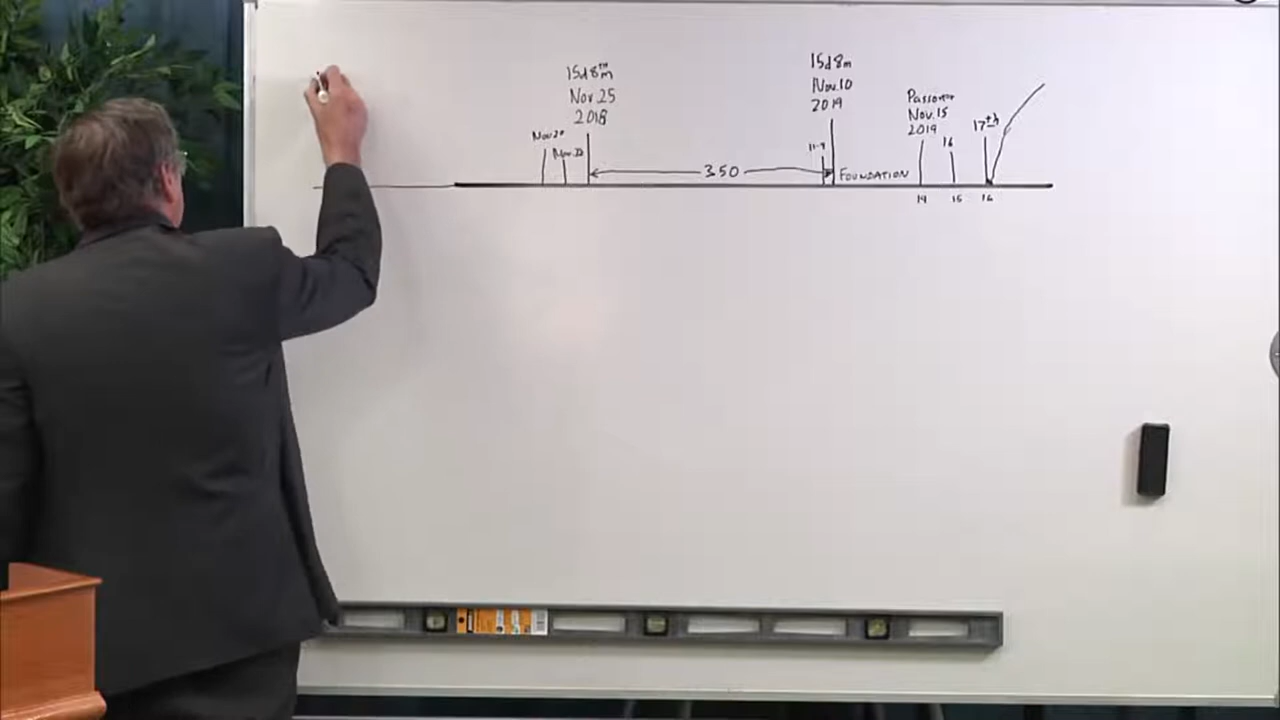 15d 8th m
Nov. 25
2018
Nov. 20
Nov. 22
350
15d 8m
Nov. 10
2019
11-9
FOUNDATION
Passover
Nov. 15
2019
16
17th
14
15
16